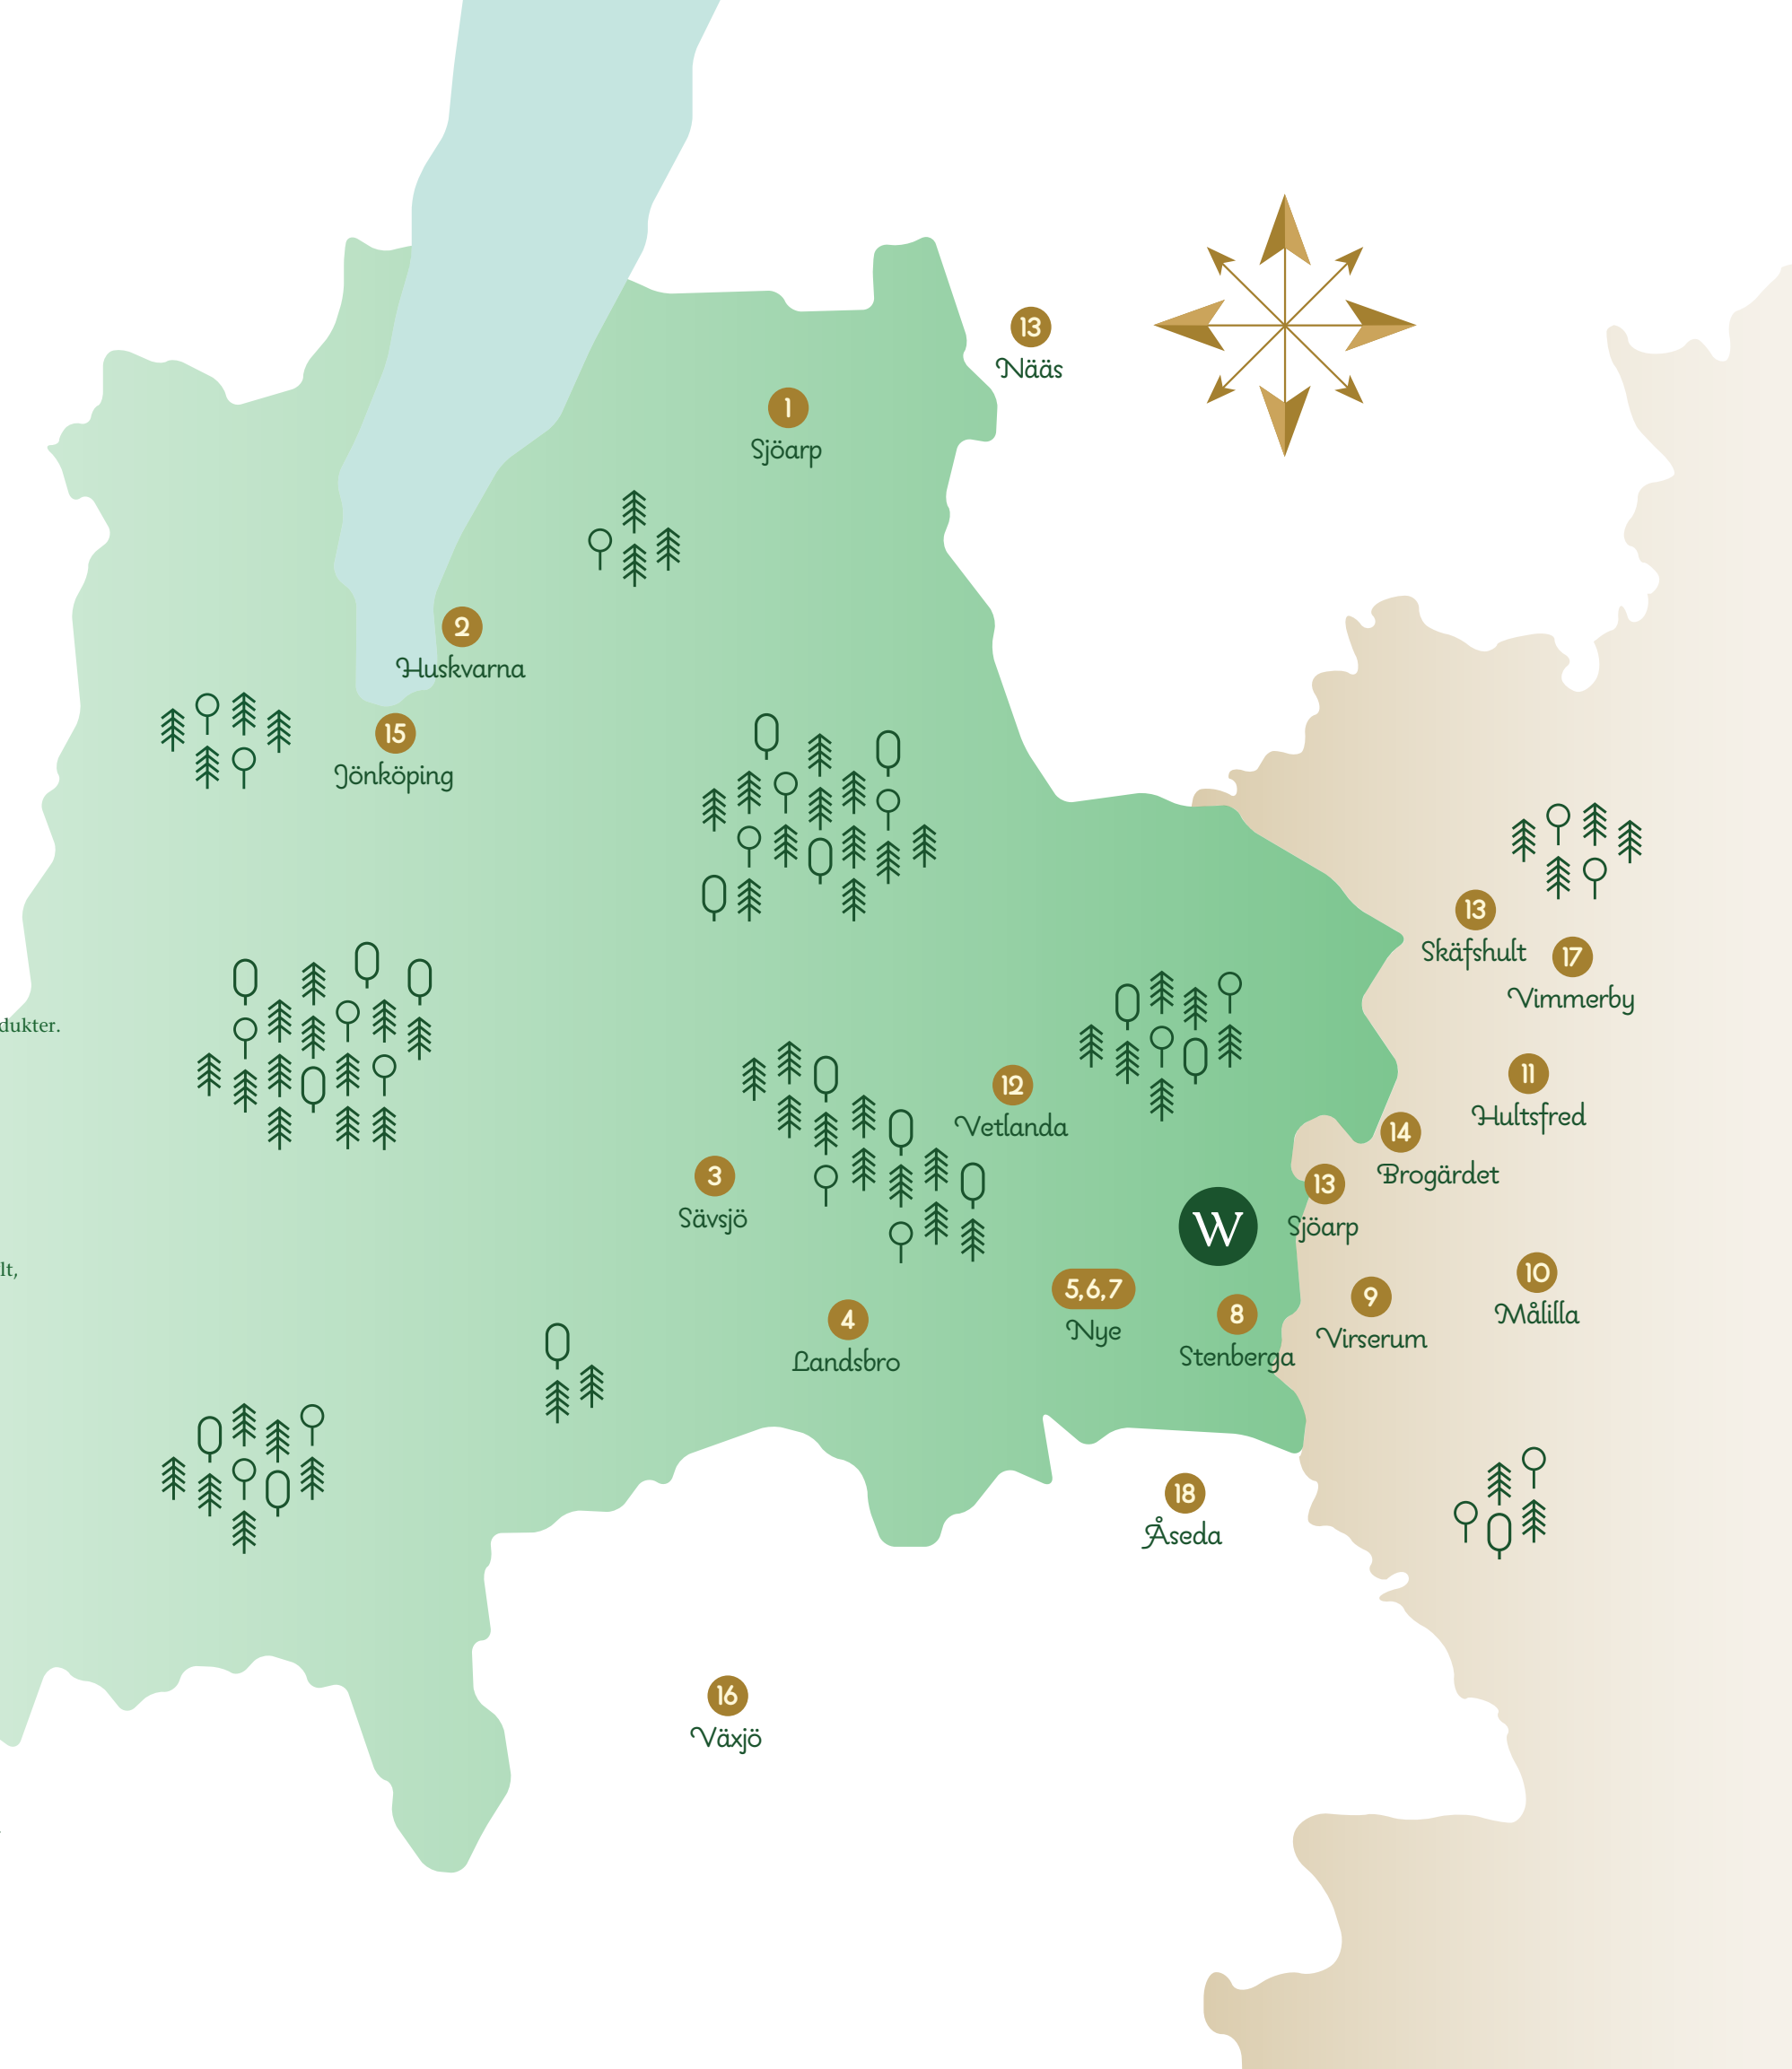 13
Nääs
1
Sjöarp
2
Huskvarna
15
Jönköping
13
Skäfshult
17
Vimmerby
dukter.
11
Hultsfred
12
Vetlanda
14
Brogärdet
3
Sävsjö
13
Sjöarp
W
lt,
10
Målilla
5,6,7
Nye
9
Virserum
8
Stenberga
4
Landsbro
18
Åseda
16
Växjö